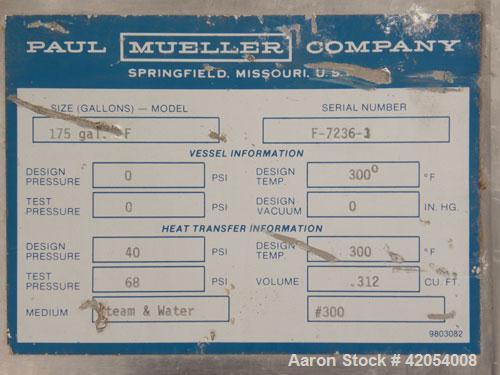 PAUL MUELLER COMPANY
SPRINGFIELD, MISSOURI, U.S.
SIZE (GALLONS) — MODEL SERIAL NUMBER
175 gal. F F-7236-3
VESSEL INFORMATION
DESIGN PRESSURE 0 PSI DESIGN TEMP. 300° °F
TEST PRESSURE 0 PSI DESIGN VACUUM 0 IN. HG.
HEAT TRANSFER INFORMATION
DESIGN PRESSURE 40 PSI DESIGN TEMP. 300 °F
TEST PRESSURE 68 PSI VOLUME .312 CU. FT.
MEDIUM Steam & Water #300
9803082
Aaron Stock # 42054008